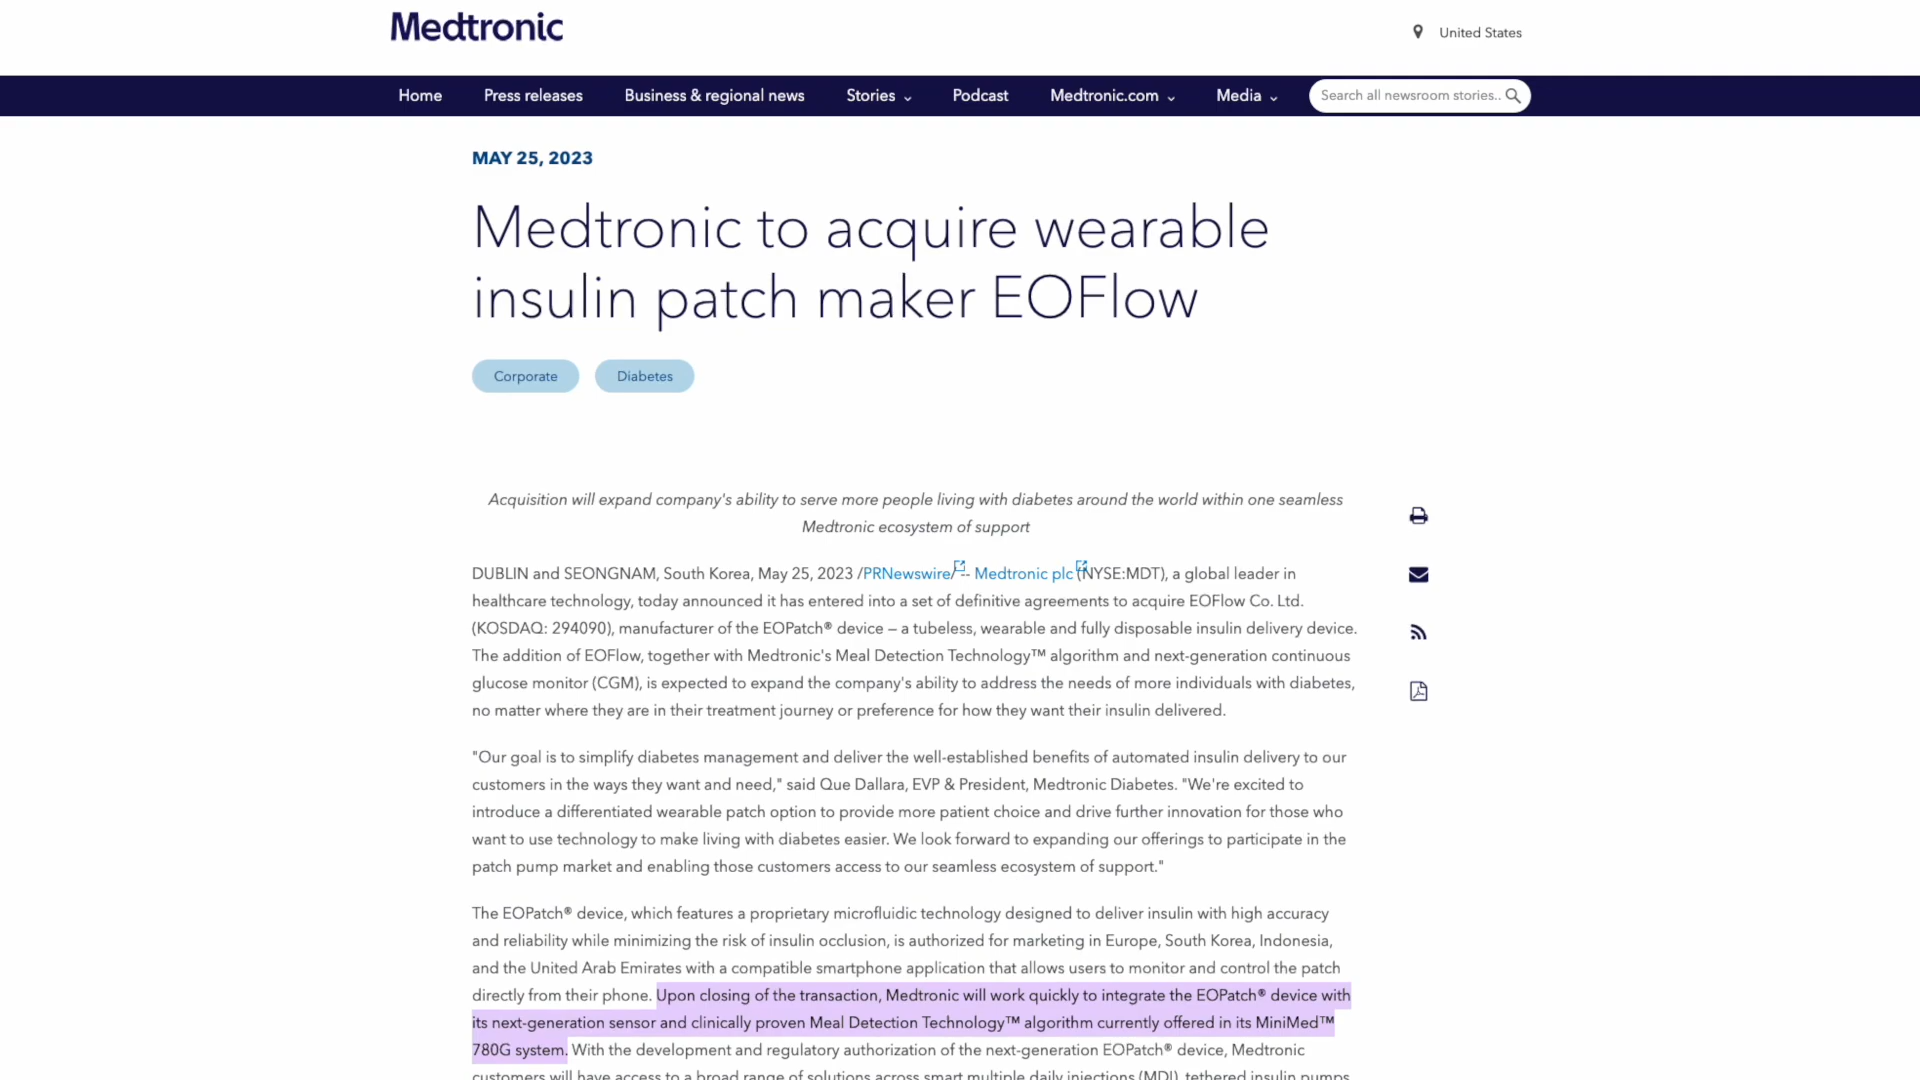 Medtronic
United States
Home Press releases Business & regional news Stories Podcast Medtronic.com Media Search all newsroom stories..
MAY 25, 2023
Medtronic to acquire wearable
insulin patch maker EOFlow
Corporate Diabetes
Acquisition will expand company's ability to serve more people living with diabetes around the world within one seamless
Medtronic ecosystem of support
DUBLIN and SEONGNAM, South Korea, May 25, 2023 /PRNewswire/ -- Medtronic plc (NYSE:MDT), a global leader in
healthcare technology, today announced it has entered into a set of definitive agreements to acquire EOFlow Co. Ltd.
(KOSDAQ: 294090), manufacturer of the EOPatch® device – a tubeless, wearable and fully disposable insulin delivery device.
The addition of EOFlow, together with Medtronic's Meal Detection Technology™ algorithm and next-generation continuous
glucose monitor (CGM), is expected to expand the company's ability to address the needs of more individuals with diabetes,
no matter where they are in their treatment journey or preference for how they want their insulin delivered.
"Our goal is to simplify diabetes management and deliver the well-established benefits of automated insulin delivery to our
customers in the ways they want and need," said Que Dallara, EVP & President, Medtronic Diabetes. "We're excited to
introduce a differentiated wearable patch option to provide more patient choice and drive further innovation for those who
want to use technology to make living with diabetes easier. We look forward to expanding our offerings to participate in the
patch pump market and enabling those customers access to our seamless ecosystem of support."
The EOPatch® device, which features a proprietary microfluidic technology designed to deliver insulin with high accuracy
and reliability while minimizing the risk of insulin occlusion, is authorized for marketing in Europe, South Korea, Indonesia,
and the United Arab Emirates with a compatible smartphone application that allows users to monitor and control the patch
directly from their phone. Upon closing of the transaction, Medtronic will work quickly to integrate the EOPatch® device with
its next-generation sensor and clinically proven Meal Detection Technology™ algorithm currently offered in its MiniMed™
780G system. With the development and regulatory authorization of the next-generation EOPatch® device, Medtronic
customers will have access to a broad range of solutions across smart multiple daily injections (MDI), tethered insulin pumps